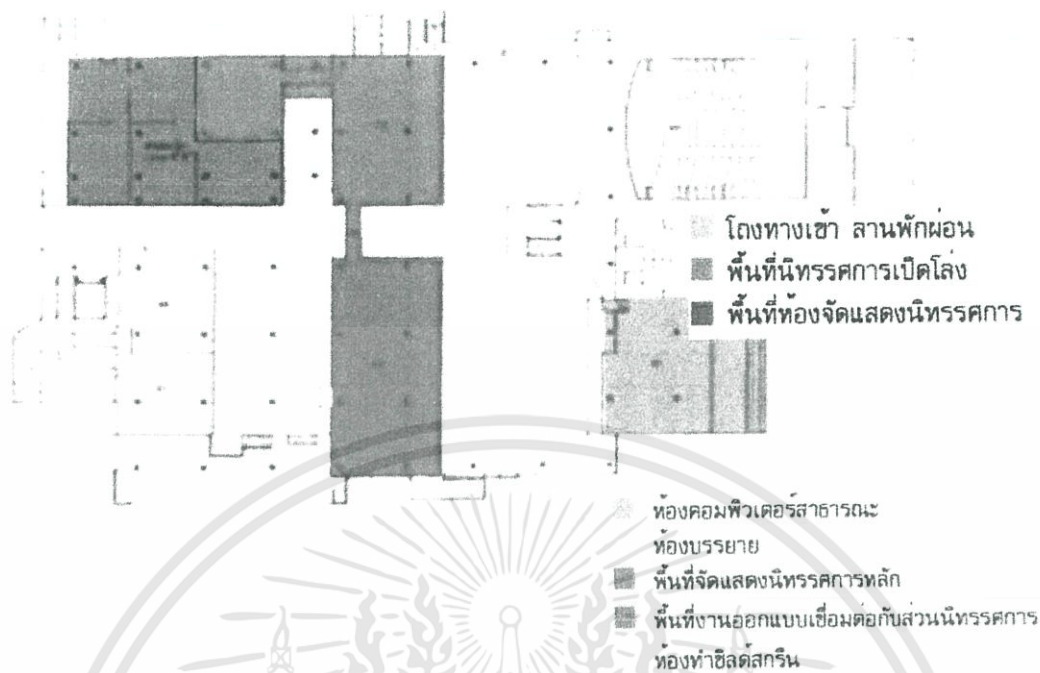 โถงทางเข้า ลานพักผ่อน
พื้นที่นิทรรศการเปิดโล่ง
พื้นที่ห้องจัดแสดงนิทรรศการ
ห้องคอมพิวเตอร์สาธารณะ
ห้องบรรยาย
พื้นที่จัดแสดงนิทรรศการหลัก
พื้นที่งานออกแบบเชื่อมต่อกับส่วนนิทรรศการ
ห้องทำซิลด์สกรีน